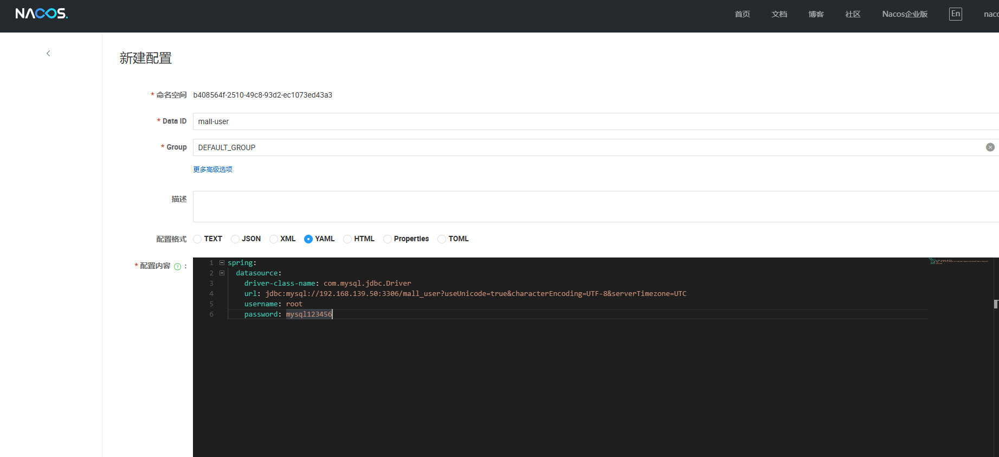 NACOS.
首页 文档 博客 社区 Nacos企业版 En nac
新建配置
* 命名空间 b408564f-2510-49c8-93d2-ec1073ed43a3
* Data ID mall-user
* Group DEFAULT_GROUP
更多高级选项
描述
配置格式 TEXT JSON XML YAML HTML Properties TOML
* 配置内容 ? :
1 spring:
2 datasource:
3 driver-class-name: com.mysql.jdbc.Driver
4 url: jdbc:mysql://192.168.139.50:3306/mall_user?useUnicode=true&characterEncoding=UTF-8&serverTimezone=UTC
5 username: root
6 password: mysql123456